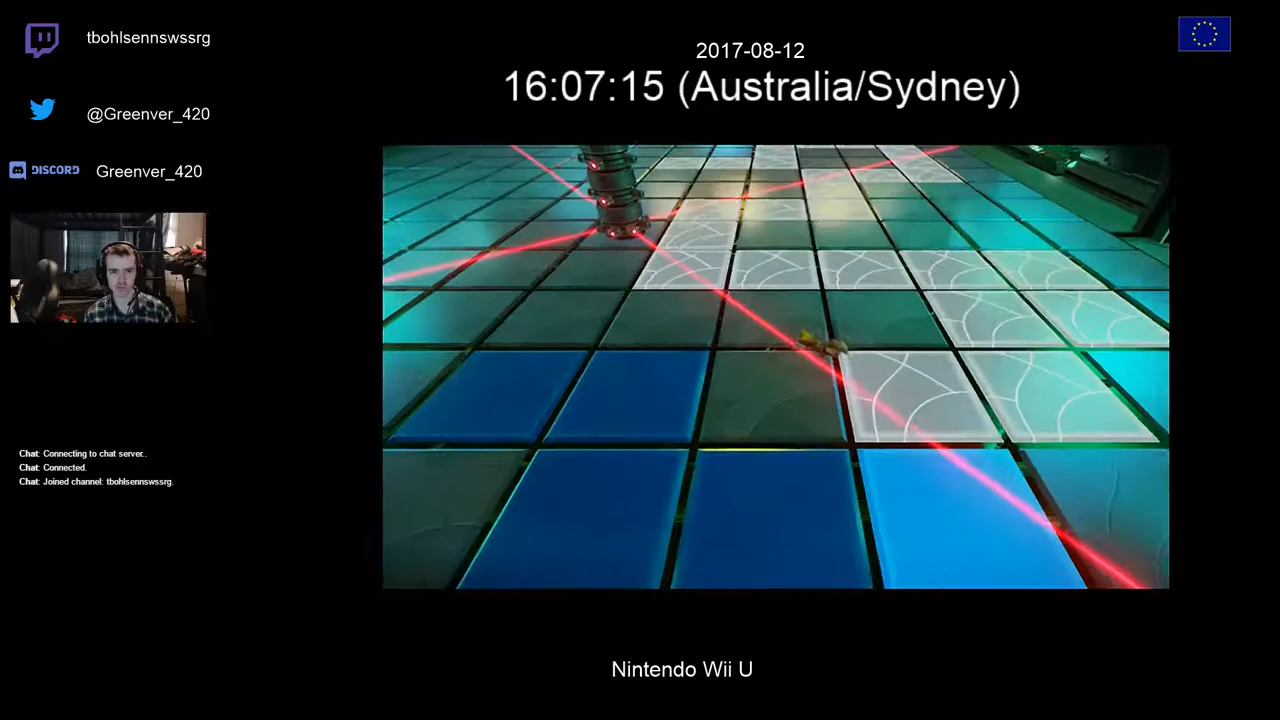 tbohlsennswssrg
@Greenver_420
DISCORD Greenver_420
2017-08-12
16:07:15 (Australia/Sydney)
Chat: Connecting to chat server..
Chat: Connected.
Chat: Joined channel: tbohlsennswssrg.
Nintendo Wii U